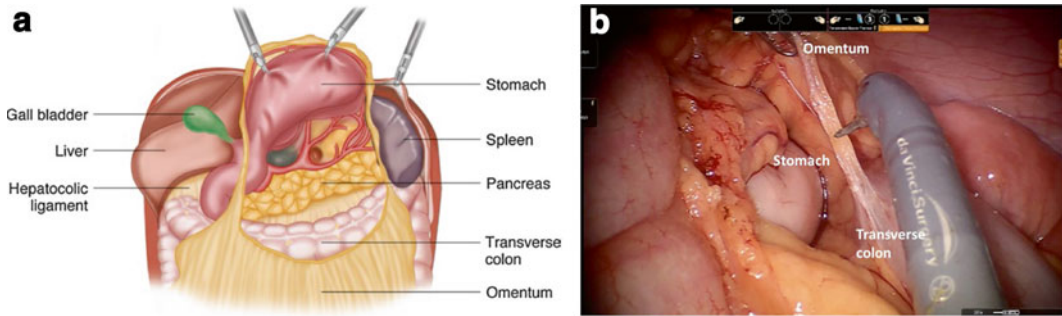 a
Gall bladder
Liver
Hepatocolic
ligament
Stomach
Spleen
Pancreas
Transverse
colon
Omentum
b
Omentum
Stomach
Transverse
colon
da Vinci.Surgery